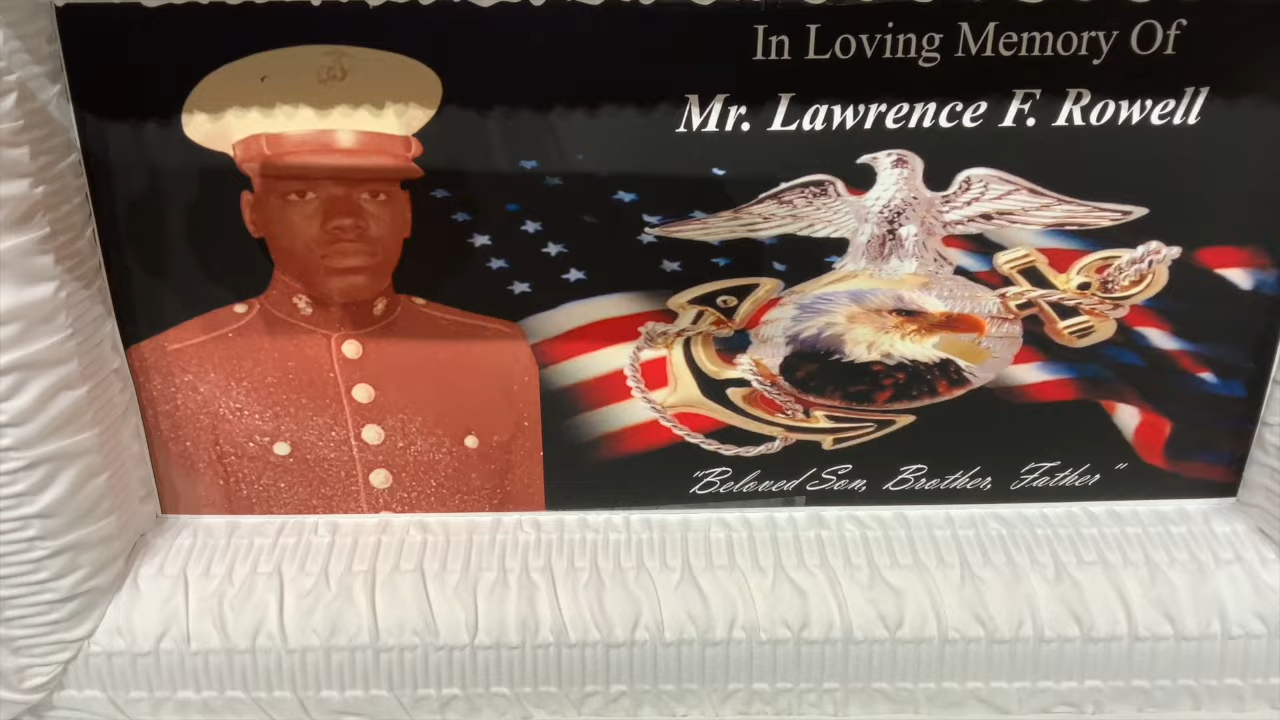 In Loving Memory Of
Mr. Lawrence F. Rowell
"Beloved Son, Brother, Father"